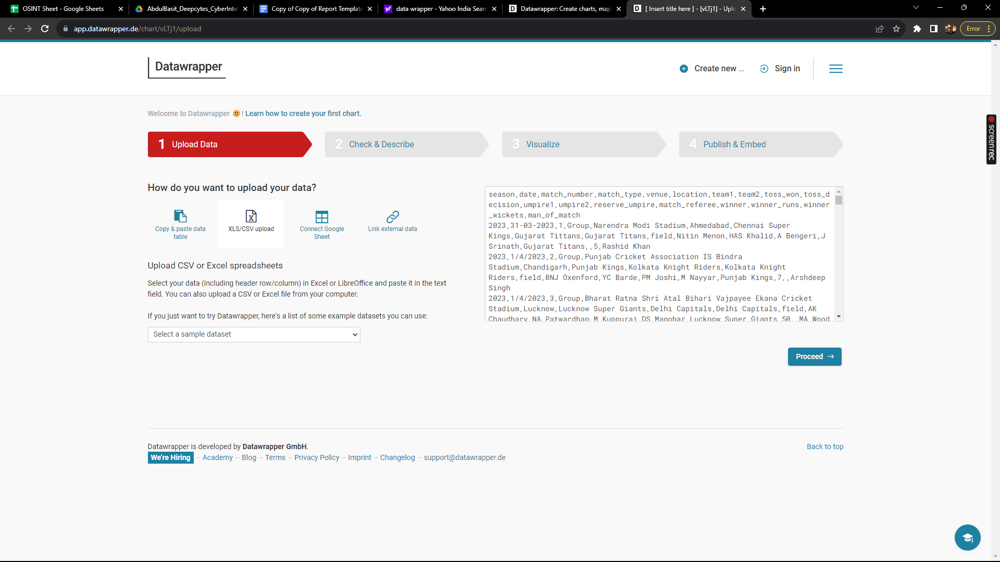 OSINT Sheet - Google Sheets
AbdulBasit_Deepcytes_CyberIntel
Copy of Copy of Report Template
data wrapper - Yahoo India Searc
Datawrapper: Create charts, map
[ Insert title here ] - [vLTj1] - Uplo
app.datawrapper.de/chart/vLTj1/upload
Error
Datawrapper
Create new ...
Sign in
Welcome to Datawrapper 🙂! Learn how to create your first chart.
1 Upload Data
2 Check & Describe
3 Visualize
4 Publish & Embed
screenrec
How do you want to upload your data?
Copy & paste data
table
XLS/CSV upload
Connect Google
Sheet
Link external data
Upload CSV or Excel spreadsheets
Select your data (including header row/column) in Excel or LibreOffice and paste it in the text
field. You can also upload a CSV or Excel file from your computer.
If you just want to try Datawrapper, here's a list of some example datasets you can use:
Select a sample dataset
season,date,match_number,match_type,venue,location,team1,team2,toss_won,toss_d
ecision,umpire1,umpire2,reserve_umpire,match_referee,winner,winner_runs,winner
_wickets,man_of_match
2023,31-03-2023,1,Group,Narendra Modi Stadium,Ahmedabad,Chennai Super
Kings,Gujarat Tittans,Gujarat Titans,field,Nitin Menon,HAS Khalid,A Bengeri,J
Srinath,Gujarat Titans,,5,Rashid Khan
2023,1/4/2023,2,Group,Punjab Cricket Association IS Bindra
Stadium,Chandigarh,Punjab Kings,Kolkata Knight Riders,Kolkata Knight
Riders,field,BNJ Oxenford,YC Barde,PM Joshi,M Nayyar,Punjab Kings,7,,Arshdeep
Singh
2023,1/4/2023,3,Group,Bharat Ratna Shri Atal Bihari Vajpayee Ekana Cricket
Stadium,Lucknow,Lucknow Super Giants,Delhi Capitals,Delhi Capitals,field,AK
Chaudhary,NA Patwardhan,M Kuppuraj,DS Manohar,Lucknow Super Giants,50,,MA Wood
Proceed →
Datawrapper is developed by Datawrapper GmbH.
Back to top
We're Hiring – Academy – Blog – Terms – Privacy Policy – Imprint – Changelog – support@datawrapper.de